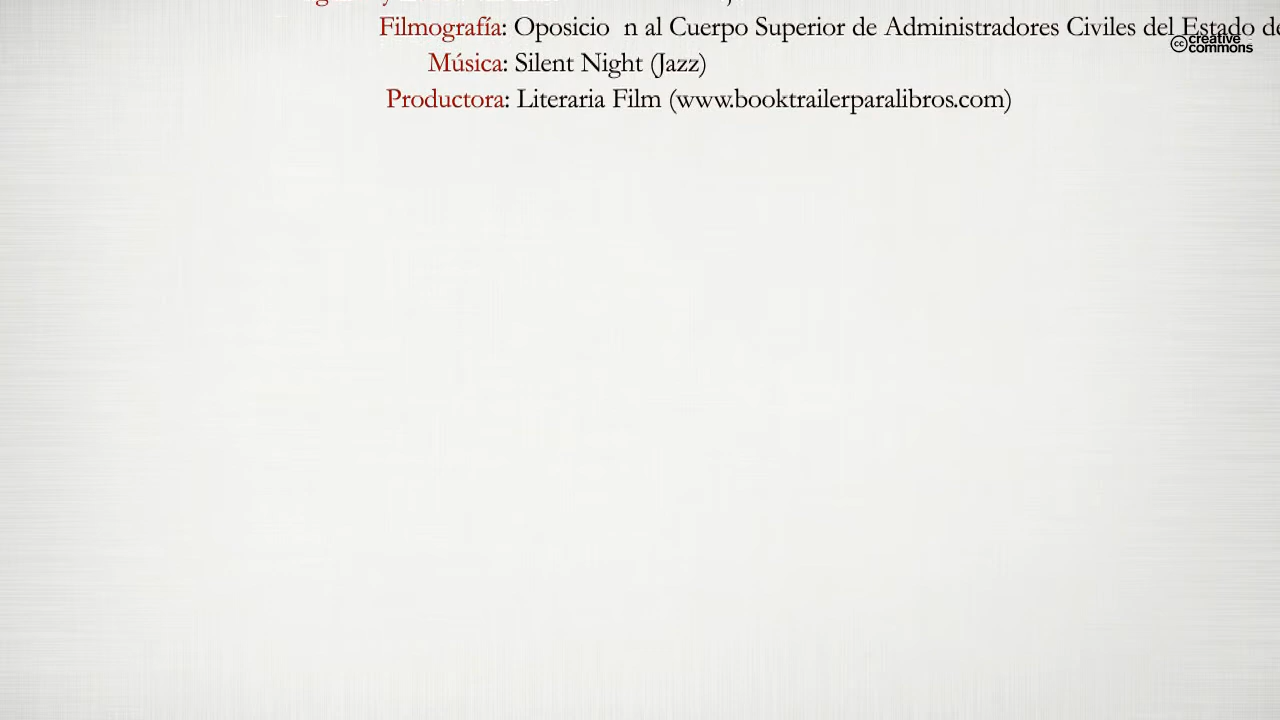 Filmografía: Oposicio n al Cuerpo Superior de Administradores Civiles del Estado de
creative
commons
Música: Silent Night (Jazz)
Productora: Literaria Film (www.booktrailerparalibros.com)